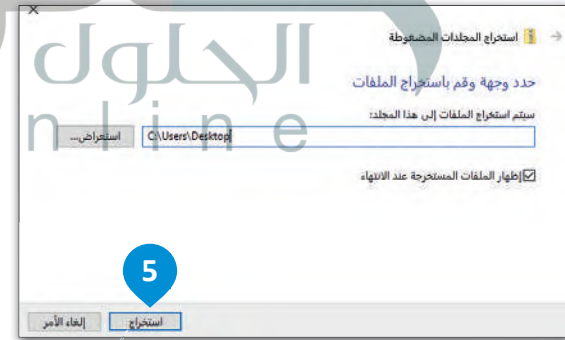 استخراج المجلدات المضغوطة
حدد وجهة وقم باستخراج الملفات
سيتم استخراج الملفات إلى هذا المجلد:
C:\Users\Desktop
استعراض...
إظهار الملفات المستخرجة عند الانتهاء
5
استخراج
إلغاء الأمر
الحلول
n l i n e